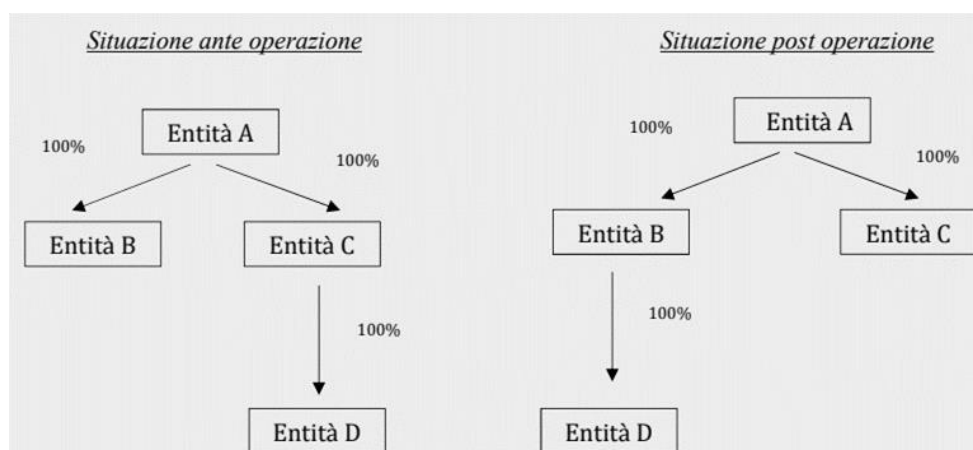 Situazione ante operazione
Situazione post operazione
Entità A
100%
100%
Entità B
Entità C
100%
Entità D
Entità A
100%
100%
Entità B
Entità C
100%
Entità D